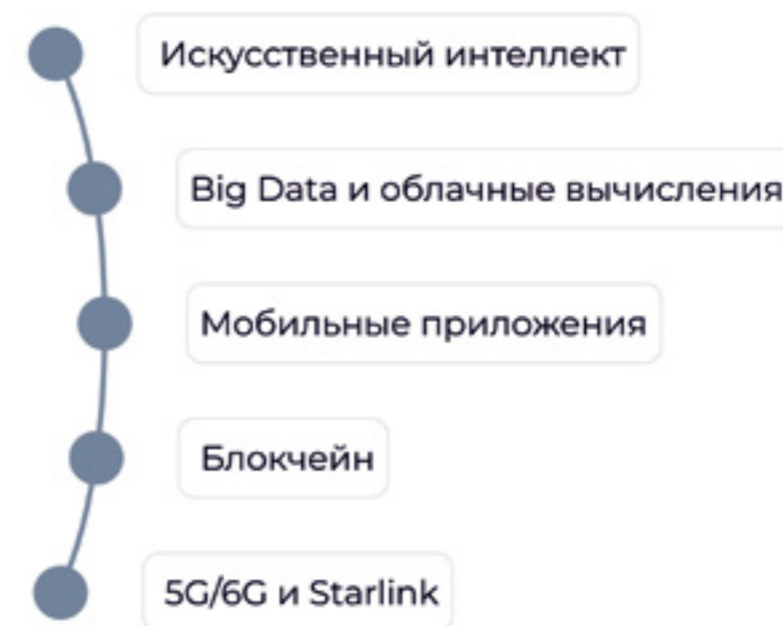 Искусственный интеллект
Big Data и облачные вычисления
Мобильные приложения
Блокчейн
5G/6G и Starlink